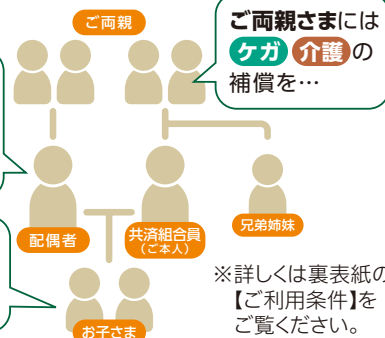 ご両親
ご両親さまには
ケガ 介護の
補償を…
配偶者
共済組合員
（ご本人）
兄弟姉妹
お子さま
※詳しくは裏表紙の
【ご利用条件】を
ご覧ください。